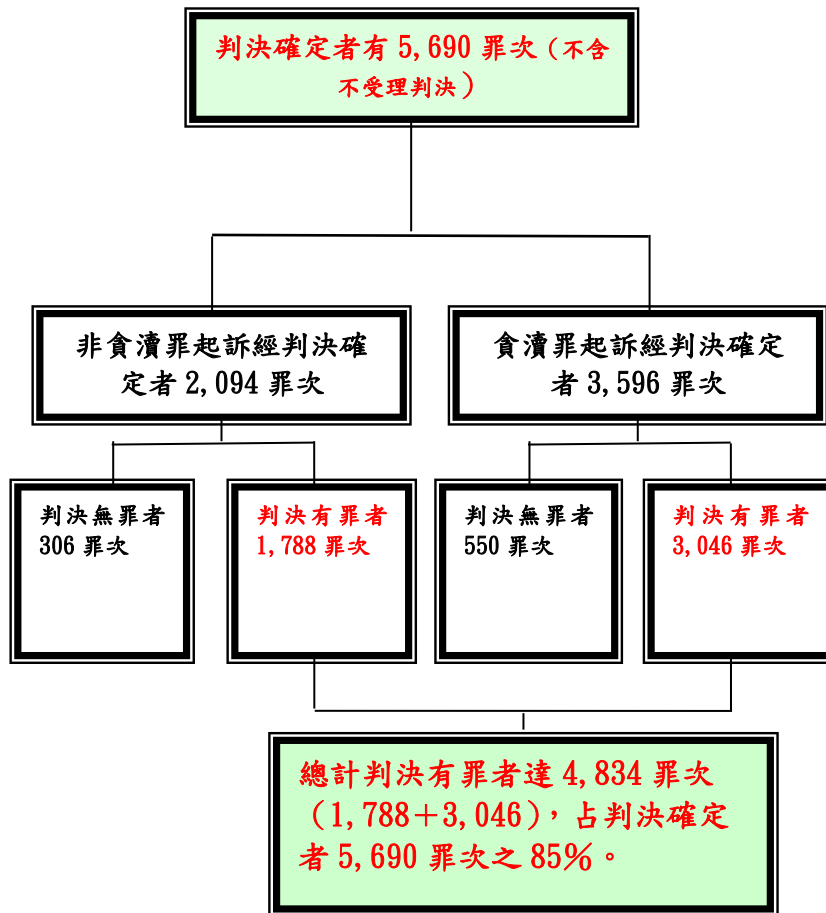 判決確定者有 5,690 罪次（不含
不受理判決）
非貪瀆罪起訴經判決確
定者 2,094 罪次
貪瀆罪起訴經判決確定
者 3,596 罪次
判決無罪者
306 罪次
判決有罪者
1,788 罪次
判決無罪者
550 罪次
判決有罪者
3,046 罪次
總計判決有罪者達 4,834 罪次
（1,788＋3,046），占判決確定
者 5,690 罪次之 85％。